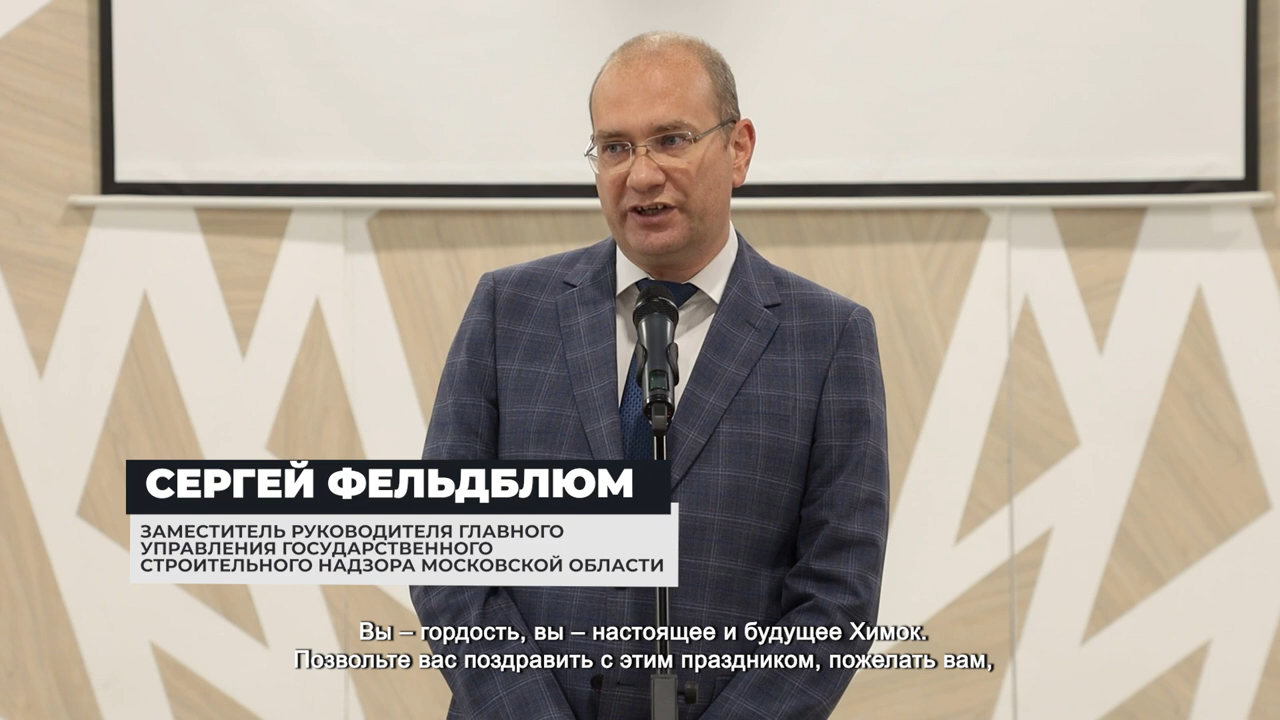 СЕРГЕЙ ФЕЛЬДБЛЮМ
ЗАМЕСТИТЕЛЬ РУКОВОДИТЕЛЯ ГЛАВНОГО
УПРАВЛЕНИЯ ГОСУДАРСТВЕННОГО
СТРОИТЕЛЬНОГО НАДЗОРА МОСКОВСКОЙ ОБЛАСТИ
Вы – гордость, вы – настоящее и будущее Химок.
Позвольте вас поздравить с этим праздником, пожелать вам,